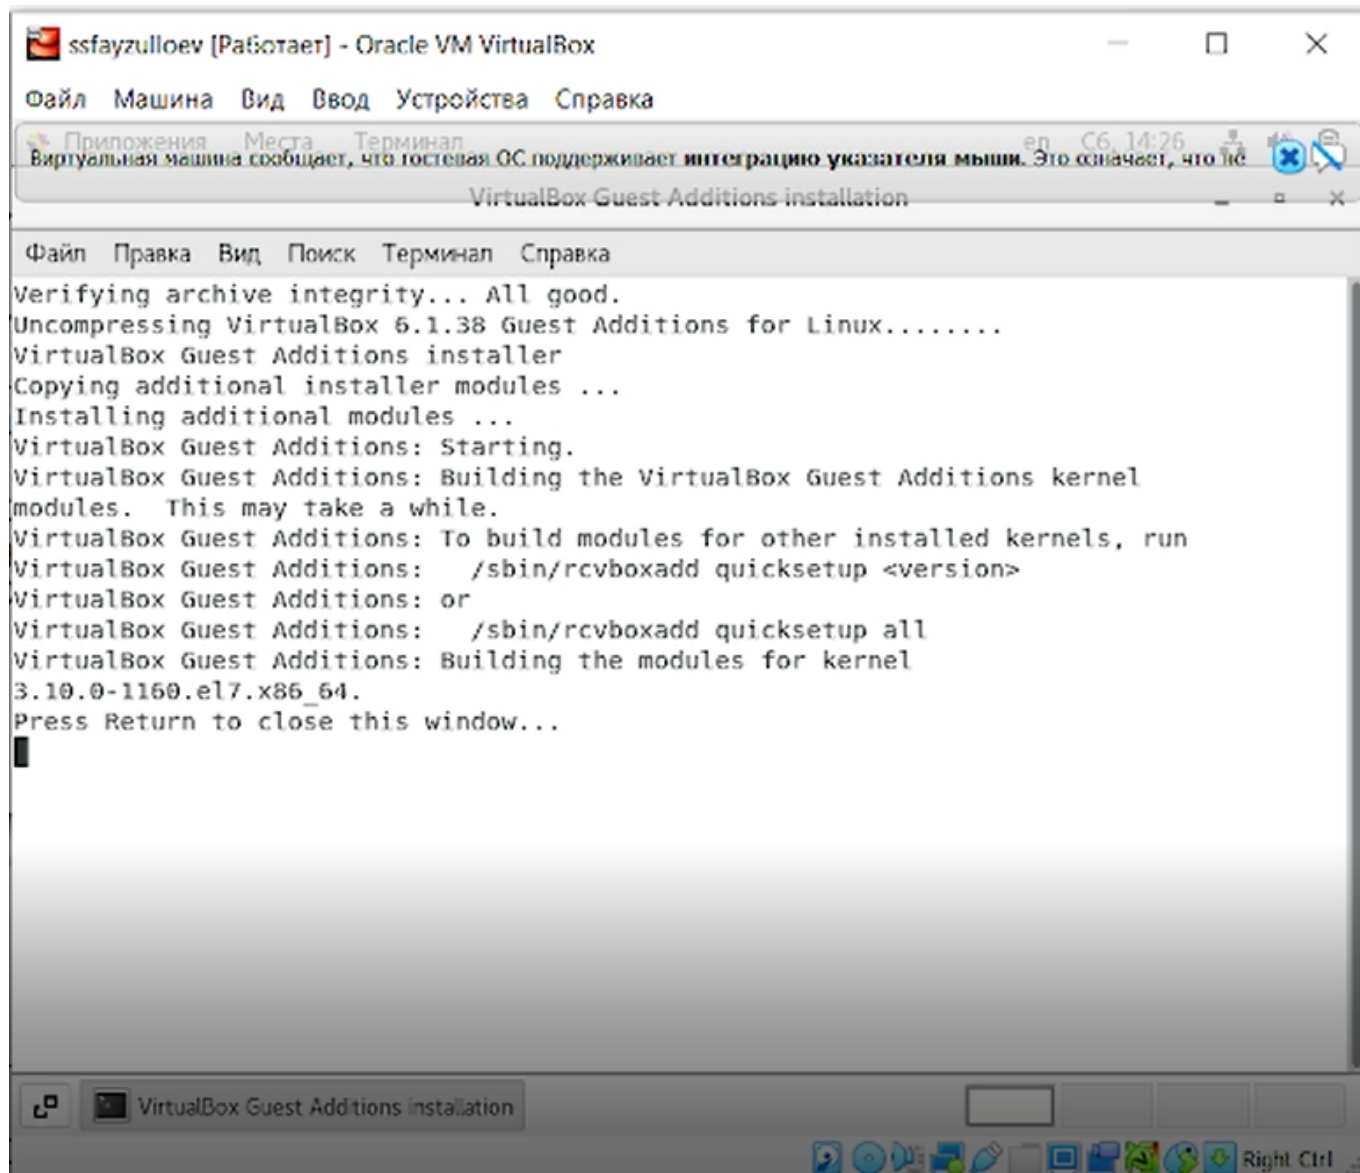 ssfayzulloev [Работает] - Oracle VM VirtualBox
Файл Машина Вид Ввод Устройства Справка
Приложения Места Терминал en Сб, 14:26
Виртуальная машина сообщает, что гостевая ОС поддерживает интеграцию указателя мыши. Это означает, что не
VirtualBox Guest Additions installation
Файл Правка Вид Поиск Терминал Справка
Verifying archive integrity... All good.
Uncompressing VirtualBox 6.1.38 Guest Additions for Linux........
VirtualBox Guest Additions installer
Copying additional installer modules ...
Installing additional modules ...
VirtualBox Guest Additions: Starting.
VirtualBox Guest Additions: Building the VirtualBox Guest Additions kernel
modules.  This may take a while.
VirtualBox Guest Additions: To build modules for other installed kernels, run
VirtualBox Guest Additions:   /sbin/rcvboxadd quicksetup <version>
VirtualBox Guest Additions: or
VirtualBox Guest Additions:   /sbin/rcvboxadd quicksetup all
VirtualBox Guest Additions: Building the modules for kernel
3.10.0-1160.el7.x86_64.
Press Return to close this window...
VirtualBox Guest Additions installation
Right Ctrl